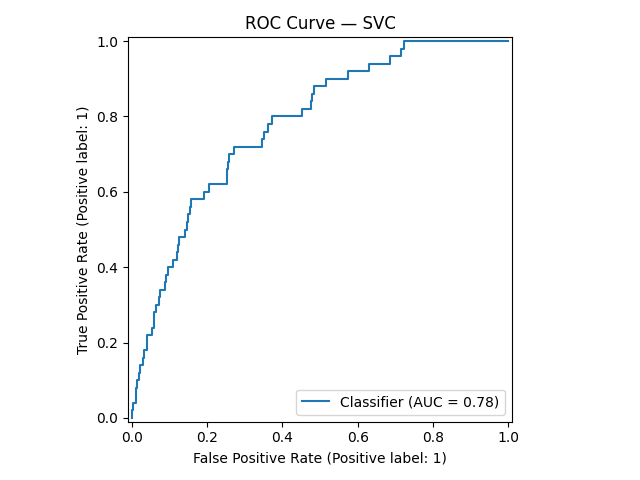 ROC Curve — SVC
True Positive Rate (Positive label: 1)
1.0
0.8
0.6
0.4
0.2
0.0
Classifier (AUC = 0.78)
0.0 0.2 0.4 0.6 0.8 1.0
False Positive Rate (Positive label: 1)